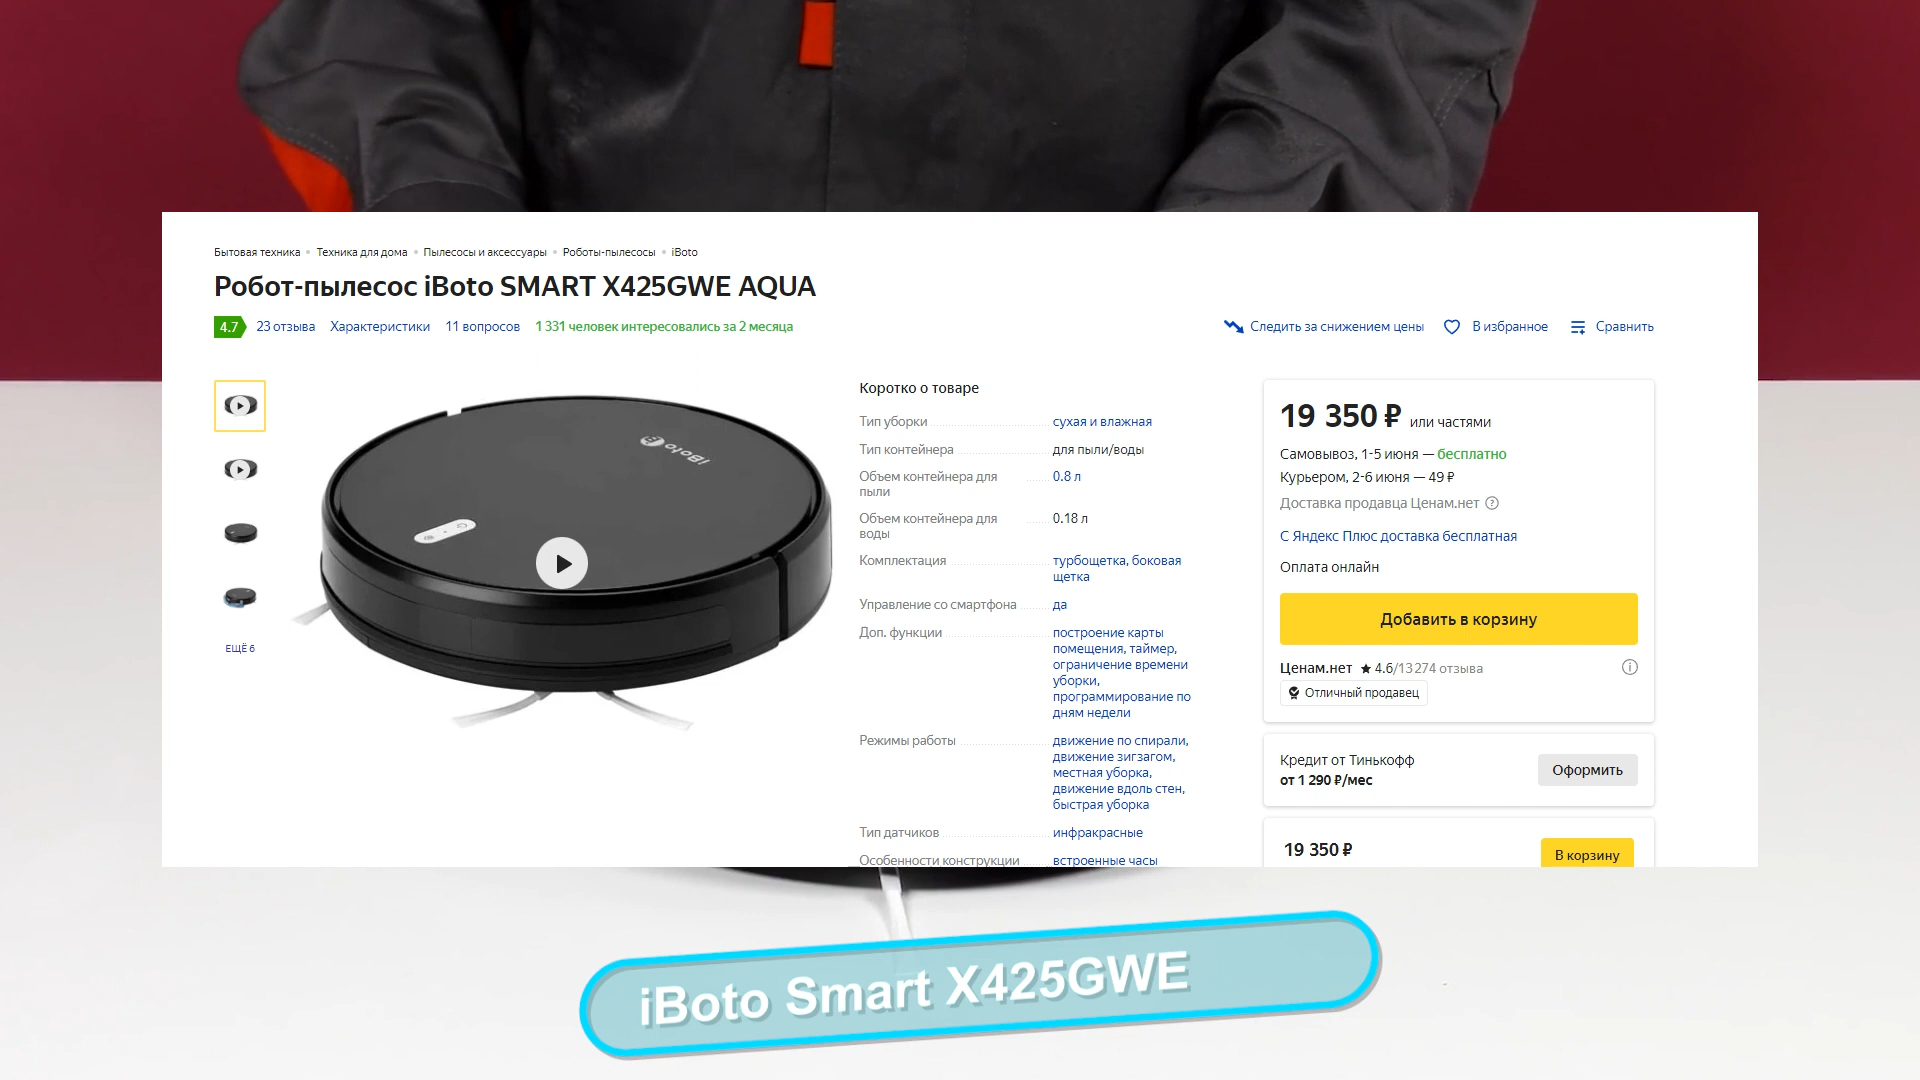 Бытовая техника • Техника для дома • Пылесосы и аксессуары • Роботы-пылесосы • iBoto
Робот-пылесос iBoto SMART X425GWE AQUA
4.7 23 отзыва Характеристики 11 вопросов 1 331 человек интересовались за 2 месяца
Следить за снижением цены В избранное Сравнить
ЕЩЁ 6
iBoto
Коротко о товаре
Тип уборки сухая и влажная
Тип контейнера для пыли/воды
Объем контейнера для
пыли 0.8 л
Объем контейнера для
воды 0.18 л
Комплектация турбощетка, боковая
щетка
Управление со смартфона да
Доп. функции построение карты
помещения, таймер,
ограничение времени
уборки,
программирование по
дням недели
Режимы работы движение по спирали,
движение зигзагом,
местная уборка,
движение вдоль стен,
быстрая уборка
Тип датчиков инфракрасные
Особенности конструкции встроенные часы
19 350 ₽ или частями
Самовывоз, 1-5 июня — бесплатно
Курьером, 2-6 июня — 49 ₽
Доставка продавца Ценам.нет
С Яндекс Плюс доставка бесплатная
Оплата онлайн
Добавить в корзину
Ценам.нет ★ 4.6/13 274 отзыва
Отличный продавец
Кредит от Тинькофф
от 1 290 ₽/мес
Оформить
19 350 ₽
В корзину
iBoto Smart X425GWE